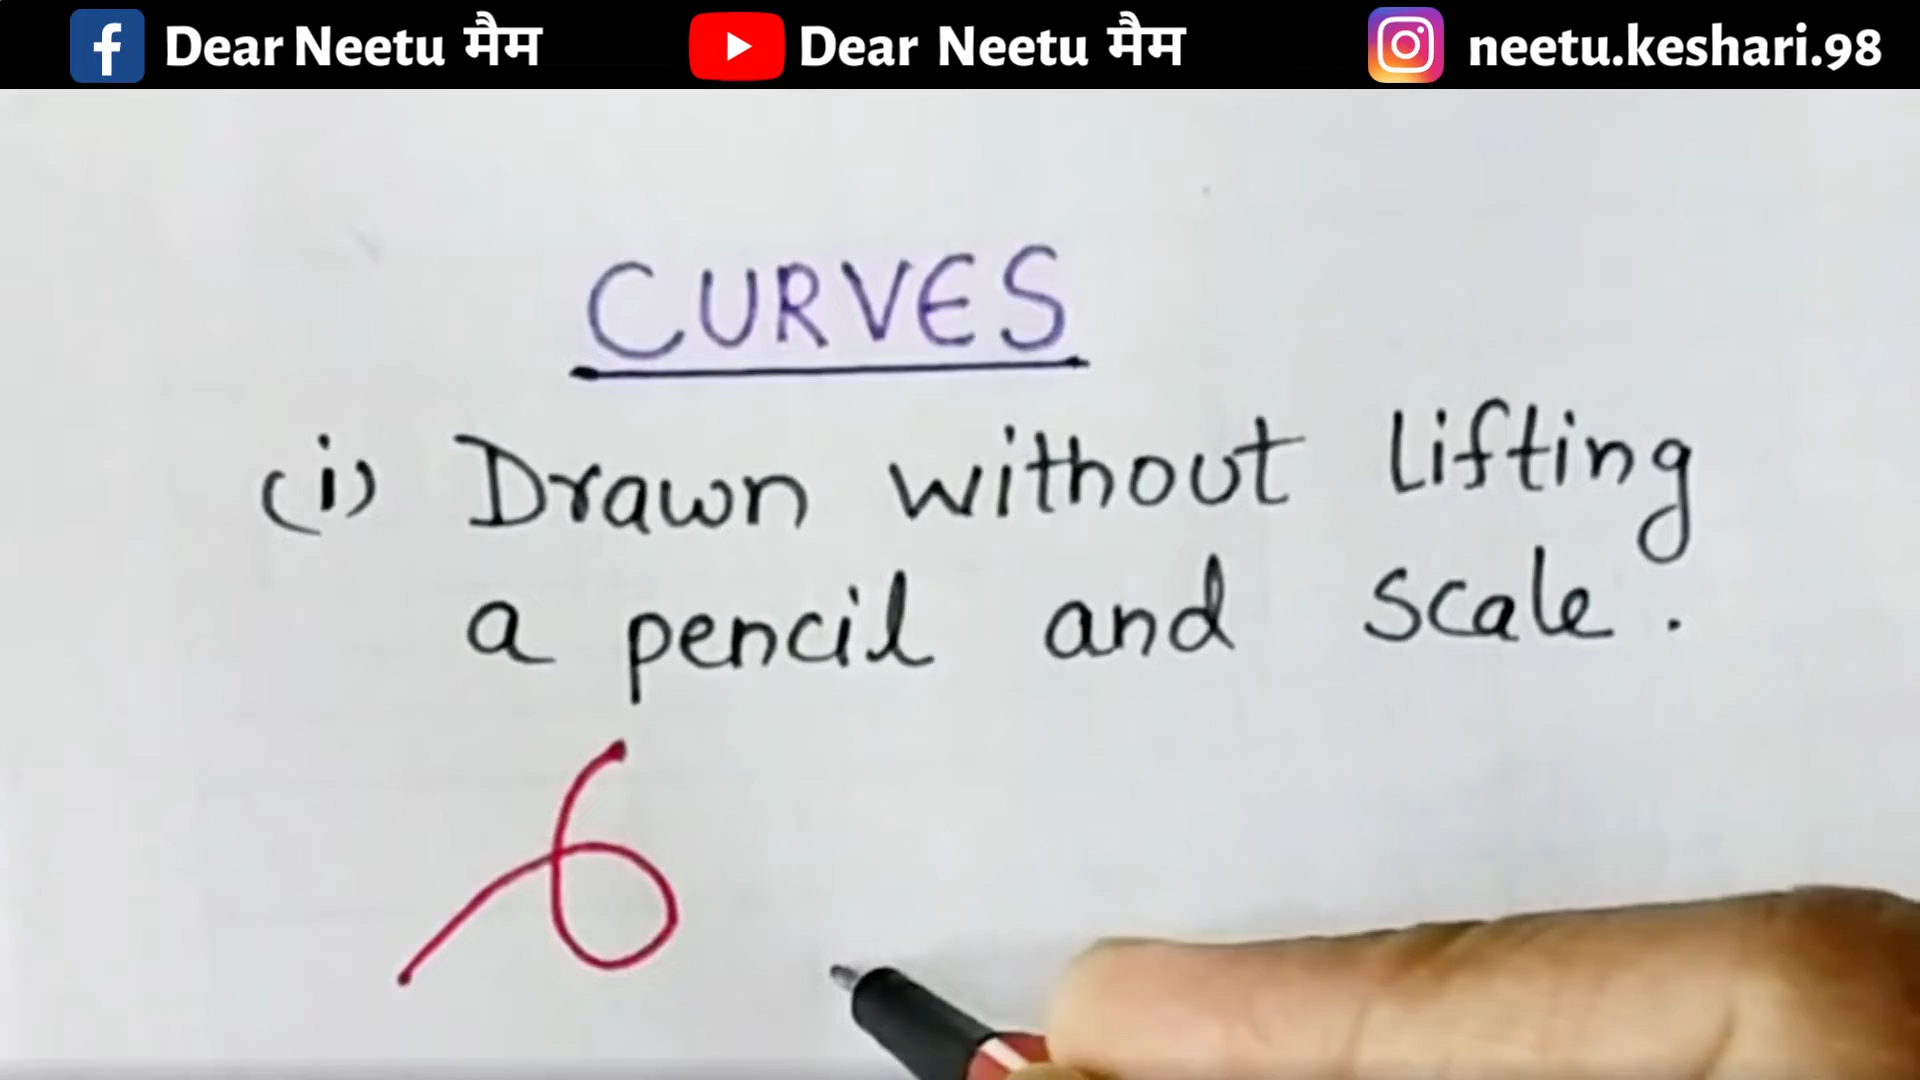 Dear Neetu मैम Dear Neetu मैम neetu.keshari.98
CURVES
(i) Drawn without lifting
a pencil and scale.